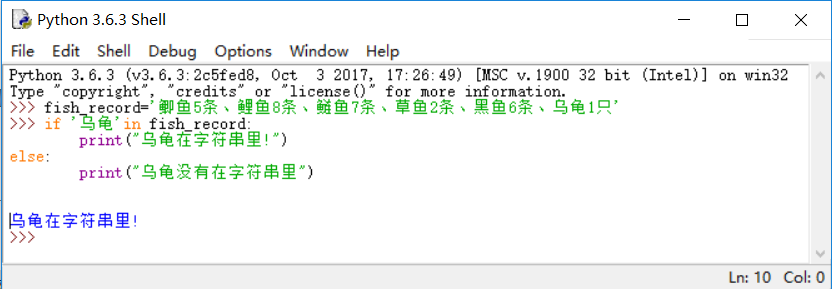 Python 3.6.3 Shell
File Edit Shell Debug Options Window Help
Python 3.6.3 (v3.6.3:2c5fed8, Oct  3 2017, 17:26:49) [MSC v.1900 32 bit (Intel)] on win32
Type "copyright", "credits" or "license()" for more information.
>>> fish_record='鲫鱼5条、鲤鱼8条、鲢鱼7条、草鱼2条、黑鱼6条、乌龟1只'
>>> if '乌龟'in fish_record:
        print("乌龟在字符串里!")
else:
        print("乌龟没有在字符串里")
乌龟在字符串里!
>>>
Ln: 10 Col: 0